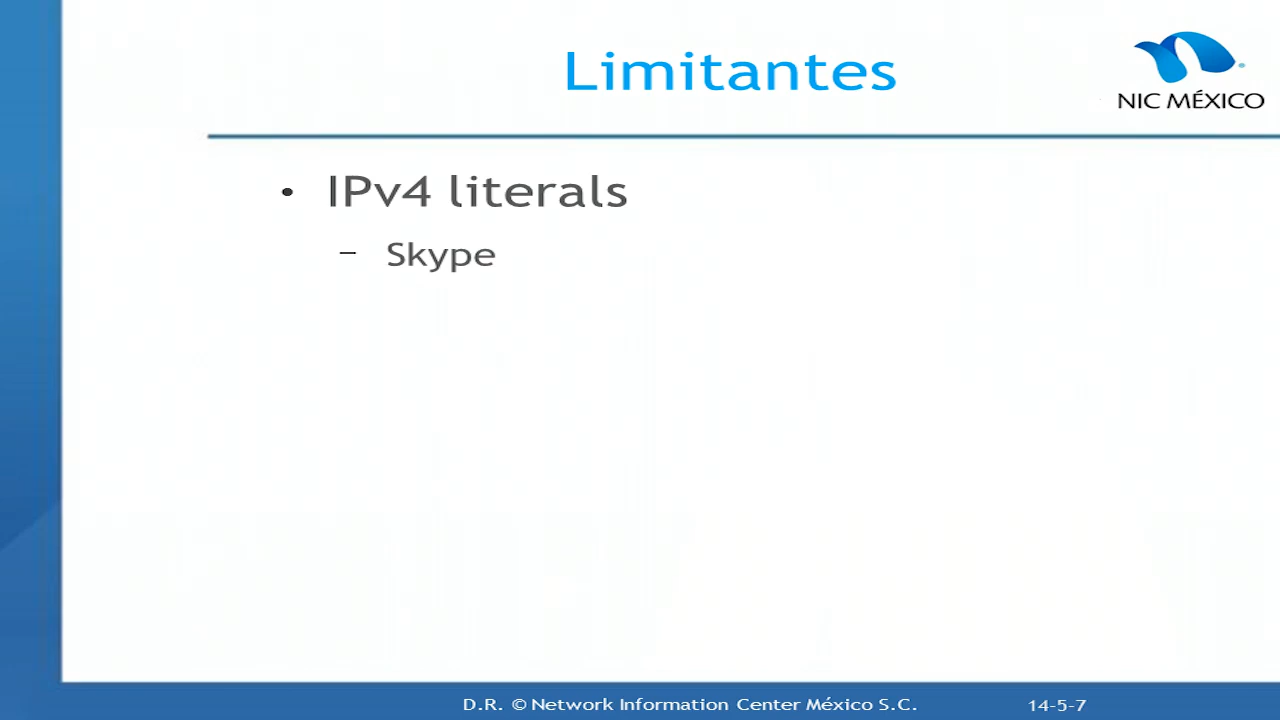 Limitantes
NIC MÉXICO
• IPv4 literals
– Skype
D.R. © Network Information Center México S.C.
14-5-7